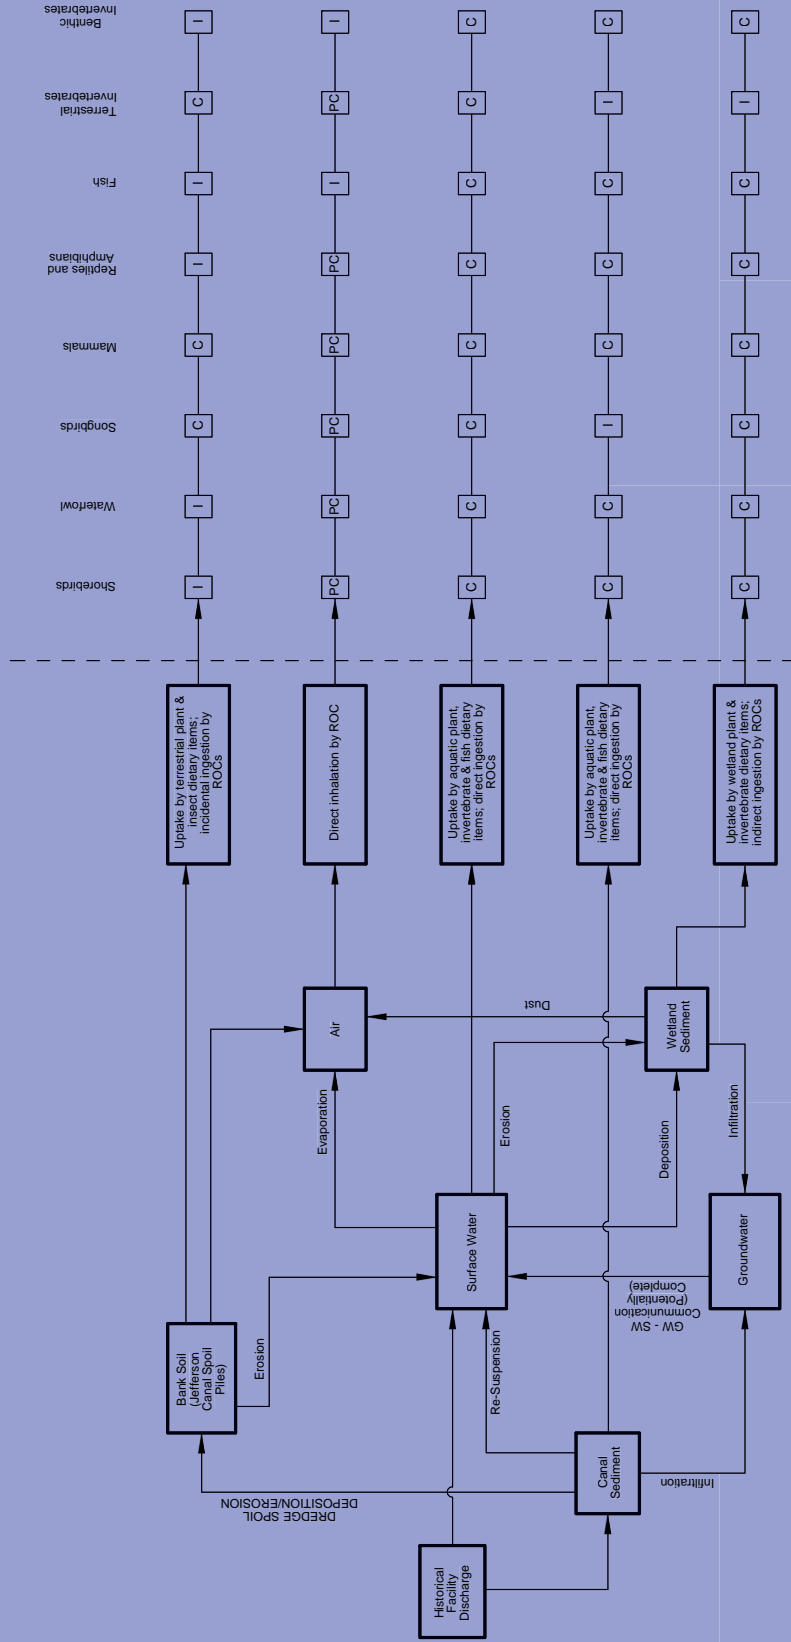 Benthic
Invertebrates
Terrestrial
Invertebrates
Fish
Reptiles and
Amphibians
Mammals
Songbirds
Waterfowl
Shorebirds
I
C
I
I
C
C
I
I
I
PC
I
PC
PC
PC
PC
PC
C
C
C
C
C
C
C
C
C
I
C
C
C
I
C
C
C
I
C
C
C
C
C
C
Uptake by terrestrial plant &
insect dietary items;
incidental ingestion by
ROCs
Direct inhalation by ROC
Uptake by aquatic plant,
invertebrate & fish dietary
items; direct ingestion by
ROCs
Uptake by aquatic plant,
invertebrate & fish dietary
items; direct ingestion by
ROCs
Uptake by wetland plant &
invertebrate dietary items;
indirect ingestion by ROCs
Air
Dust
Wetland
Sediment
Evaporation
Erosion
Deposition
Infiltration
Surface Water
Groundwater
GW - SW
Communication
(Potentially
Complete)
Bank Soil
(Jefferson
Canal Spoil
Piles)
Erosion
Re-Suspension
DREDGE SPOIL
DEPOSITION/EROSION
Canal
Sediment
Infiltration
Historical
Facility
Discharge